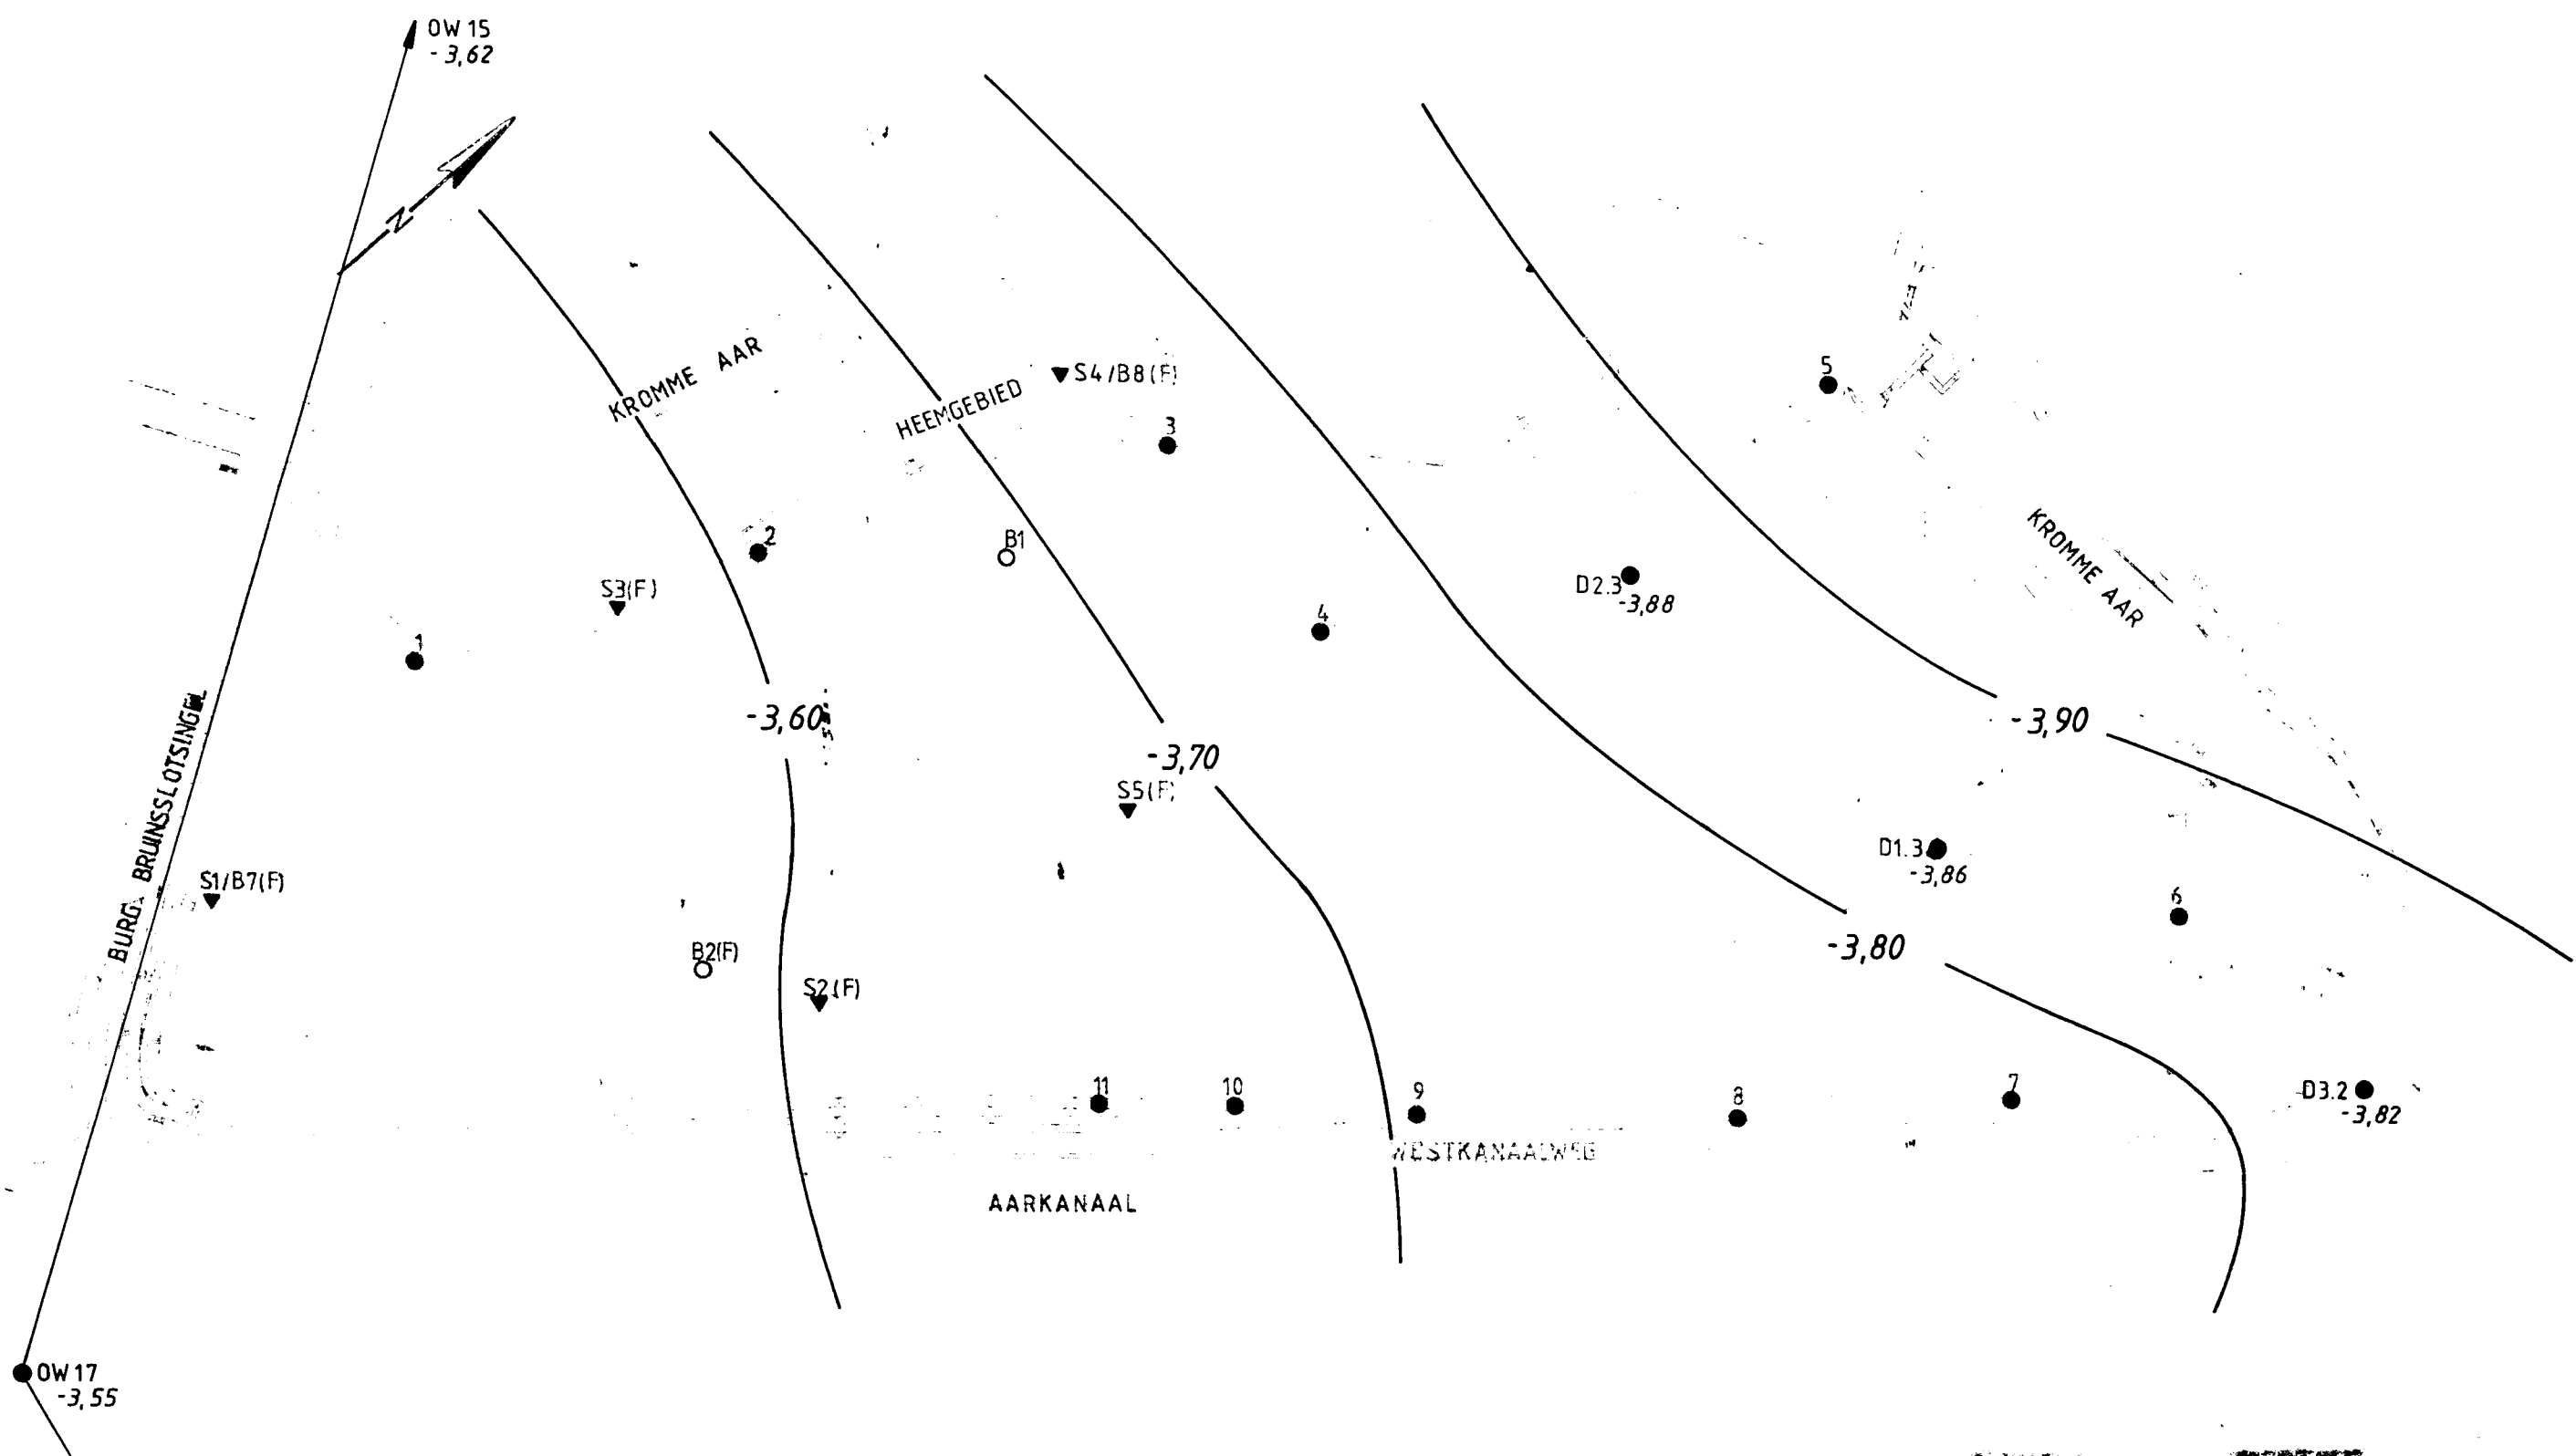 OW 15
-3,62
N
KROMME AAR
HEEMGEBIED
S4/B8(F)
3
5
2
B1
S3(F)
1
4
D2.3
-3,88
KROMME AAR
-3,60
-3,70
-3,90
S5(F)
BURG. BRUINSSLOTSINGEL
S1/B7(F)
D1.3
-3,86
6
-3,80
B2(F)
S2(F)
11
10
9
8
7
D3.2
-3,82
WESTKANAALWEG
AARKANAAL
OW 17
-3,55